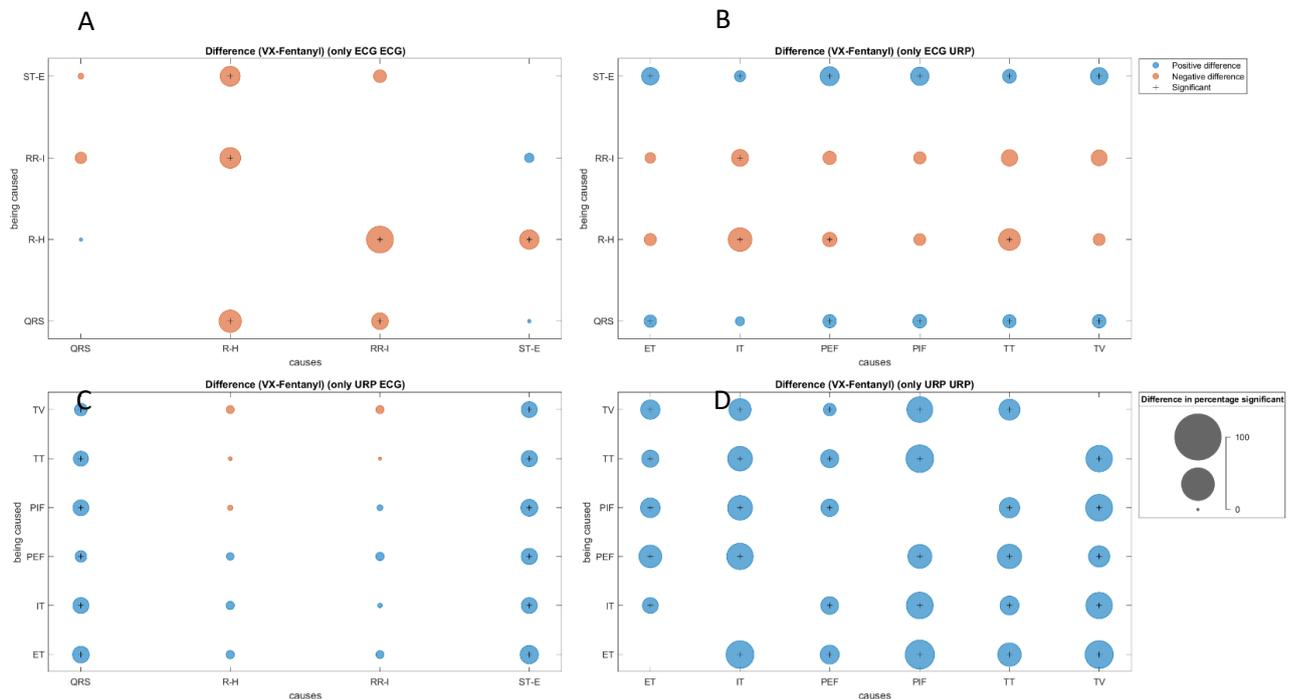 A
B
Difference (VX-Fentanyl) (only ECG ECG)
ST-E
RR-I
R-H
QRS
being caused
QRS
R-H
RR-I
ST-E
causes
Difference (VX-Fentanyl) (only ECG URP)
ST-E
RR-I
R-H
QRS
being caused
ET
IT
PEF
PIF
TT
TV
causes
Positive difference
Negative difference
Significant
C
Difference (VX-Fentanyl) (only URP ECG)
TV
TT
PIF
PEF
IT
ET
being caused
QRS
R-H
RR-I
ST-E
causes
D
Difference (VX-Fentanyl) (only URP URP)
TV
TT
PIF
PEF
IT
ET
being caused
ET
IT
PEF
PIF
TT
TV
causes
Difference in percentage significant
100
0